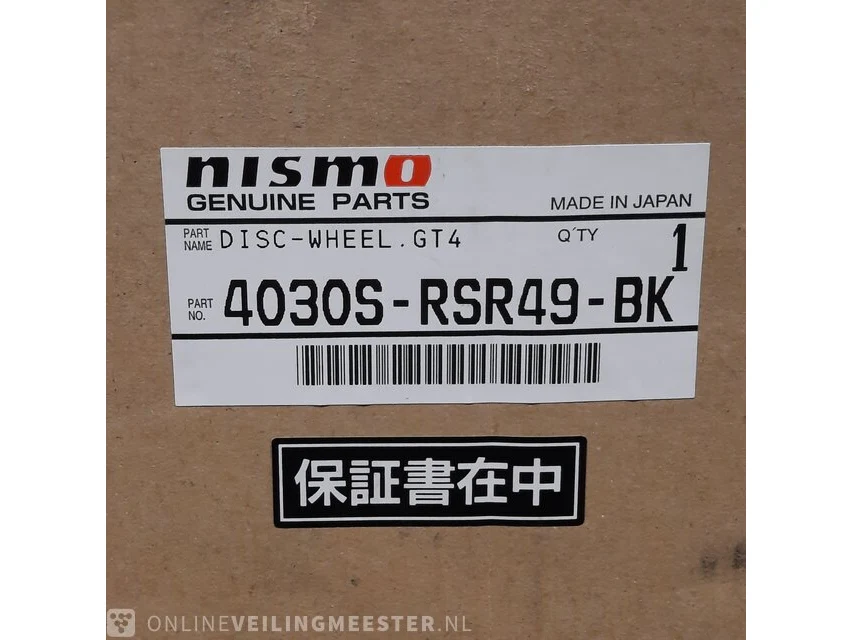 nismo
GENUINE PARTS
MADE IN JAPAN
PART NAME DISC-WHEEL.GT4
Q'TY 1
PART NO. 4030S-RSR49-BK
保証書在中
ONLINEVEILINGMEESTER.NL